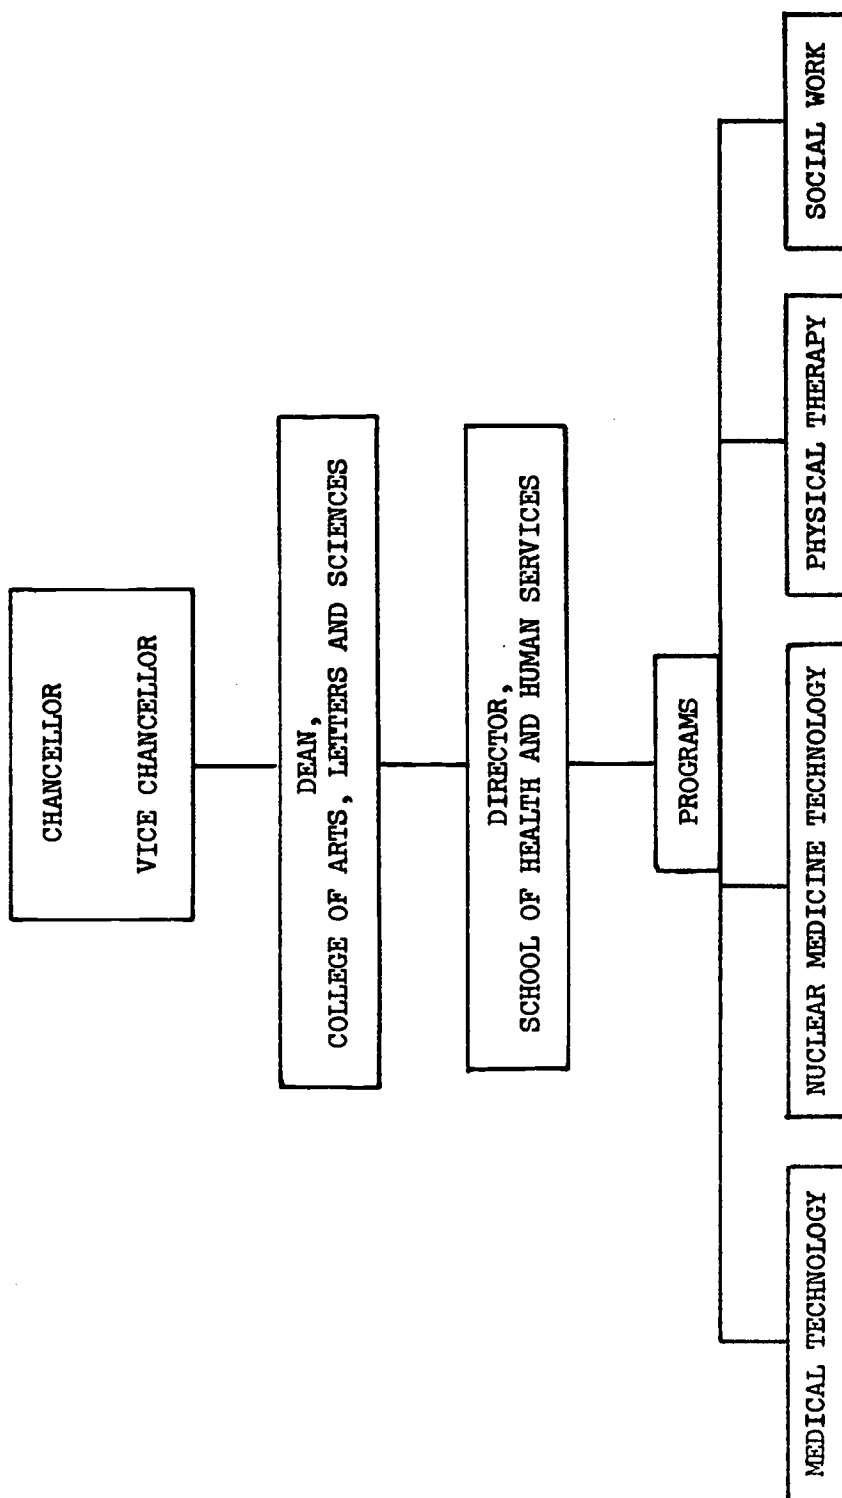 CHANCELLOR
VICE CHANCELLOR
DEAN,
COLLEGE OF ARTS, LETTERS AND SCIENCES
DIRECTOR,
SCHOOL OF HEALTH AND HUMAN SERVICES
PROGRAMS
MEDICAL TECHNOLOGY
NUCLEAR MEDICINE TECHNOLOGY
PHYSICAL THERAPY
SOCIAL WORK